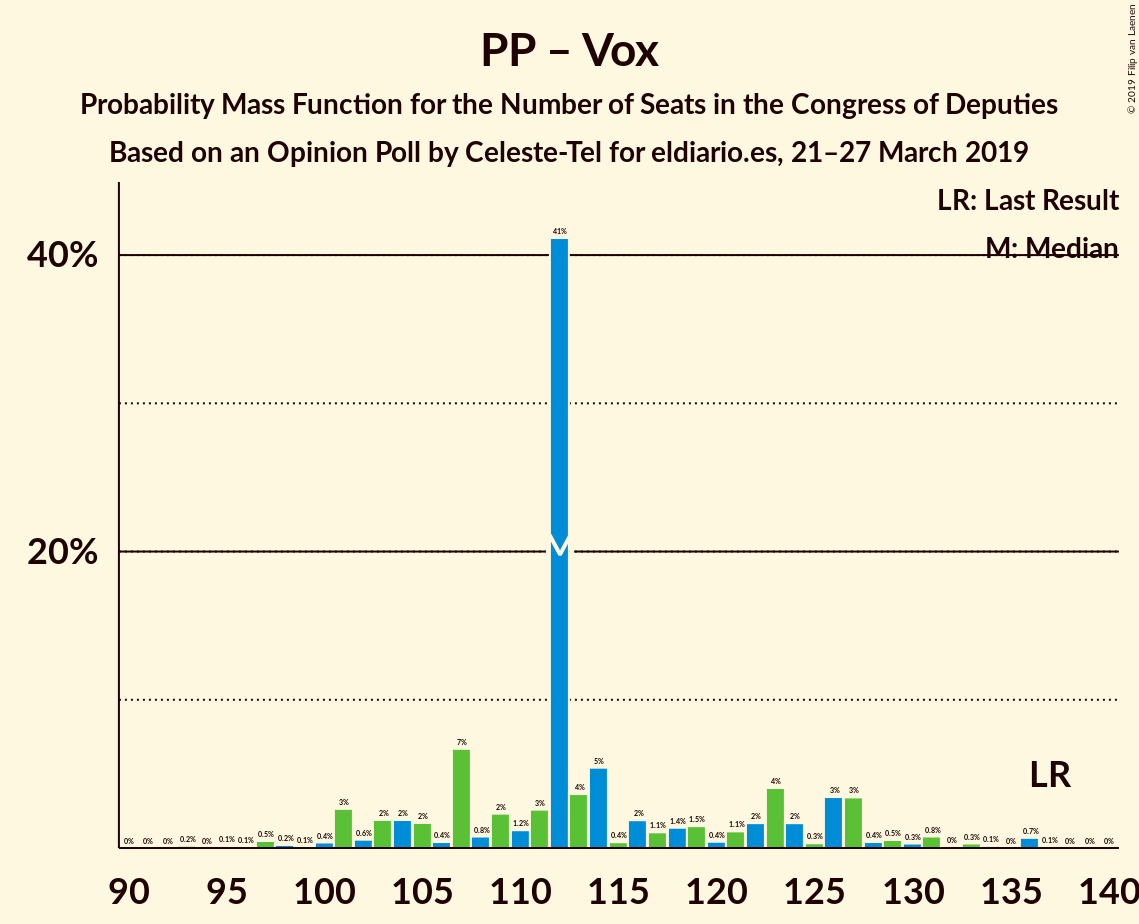 PP – Vox
Probability Mass Function for the Number of Seats in the Congress of Deputies
Based on an Opinion Poll by Celeste-Tel for eldiario.es, 21–27 March 2019
© 2019 Filip van Laenen
LR: Last Result
M: Median
40%
20%
41%
0% 0% 0% 0.2% 0% 0.1% 0.1% 0.5% 0.2% 0.1% 0.4% 3% 0.6% 2% 2% 2% 0.4% 7% 0.8% 2% 1.2% 3% 4% 5% 0.4% 2% 1.1% 1.4% 1.5% 0.4% 1.1% 2% 4% 2% 0.3% 3% 3% 0.4% 0.5% 0.3% 0.8% 0% 0.3% 0.1% 0% 0.7% 0.1% 0% 0% 0%
LR
90 95 100 105 110 115 120 125 130 135 140